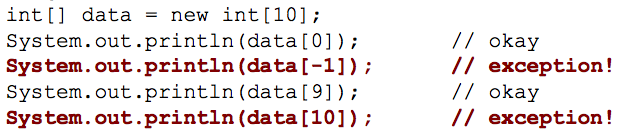 int[] data = new int[10];
System.out.println(data[0]);       // okay
System.out.println(data[-1]);      // exception!
System.out.println(data[9]);       // okay
System.out.println(data[10]);      // exception!